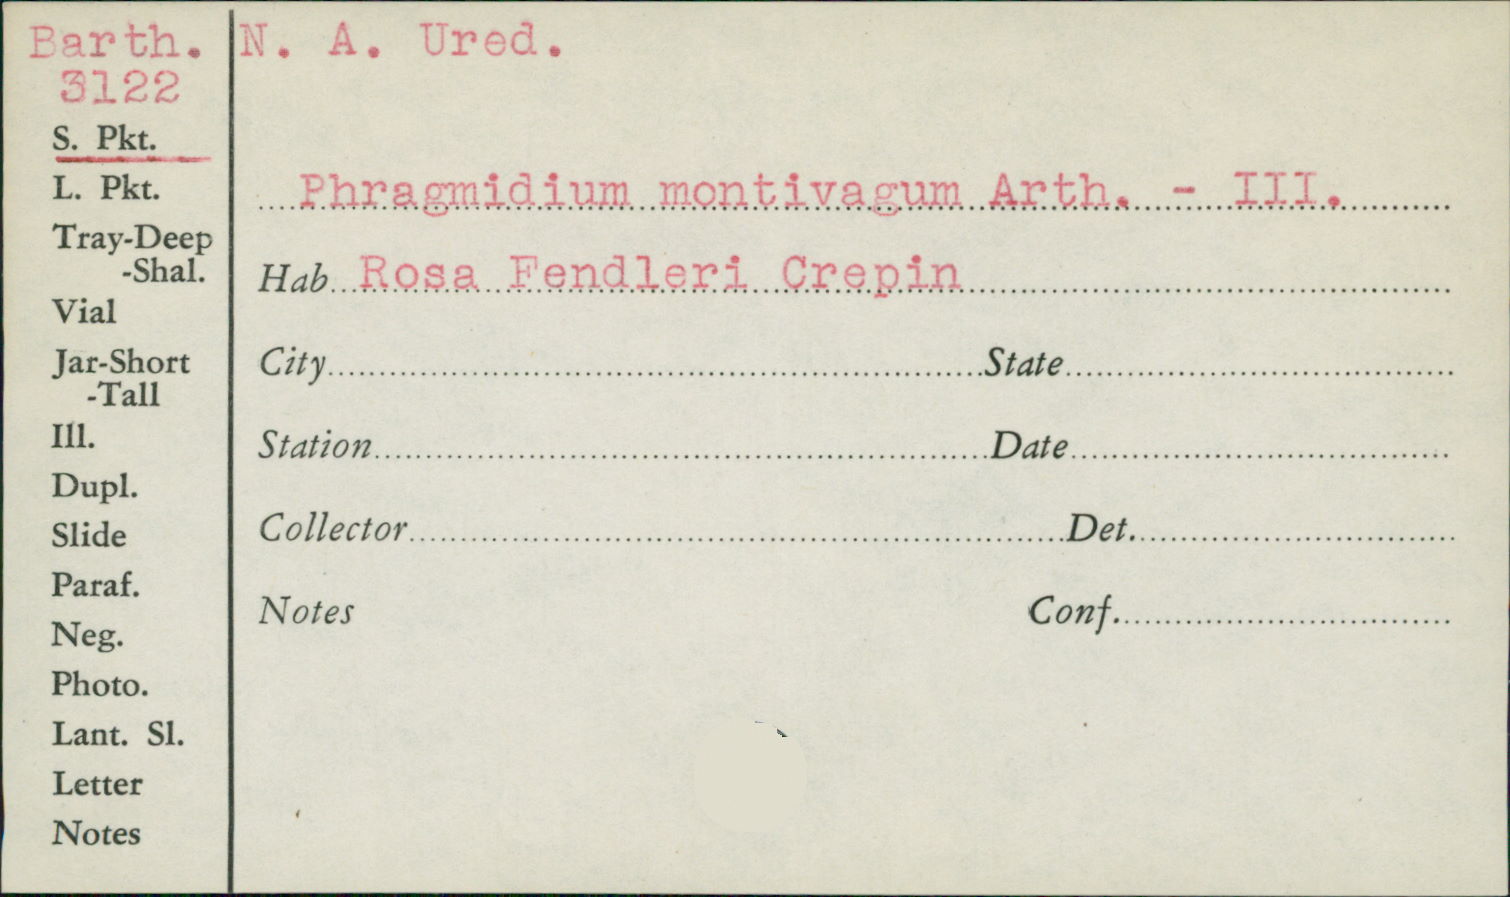 Barth.
3122
S. Pkt.
L. Pkt.
Tray-Deep
-Shal.
Vial
Jar-Short
-Tall
Ill.
Dupl.
Slide
Paraf.
Neg.
Photo.
Lant. Sl.
Letter
Notes
N. A. Ured.
Phragmidium montivagum Arth. - III.
Hab Rosa Fendleri Crepin
City State
Station Date
Collector Det.
Notes Conf.